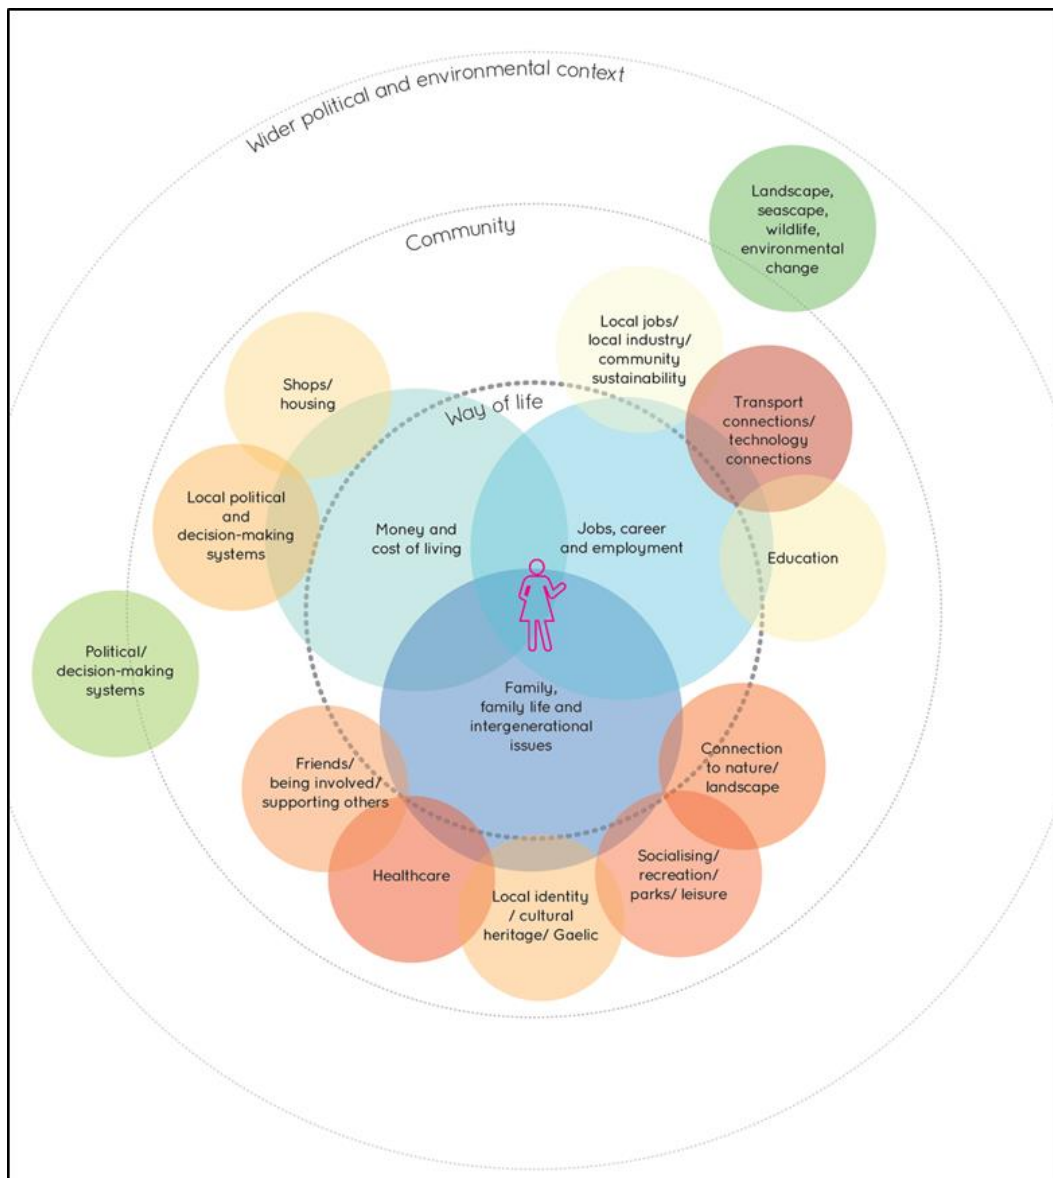 Wider political and environmental context
Landscape,
seascape,
wildlife,
environmental
change
Community
Local jobs/
local industry/
community
sustainability
Shops/
housing
Way of life
Transport
connections/
technology
connections
Local political
and
decision-making
systems
Money and
cost of living
Jobs, career
and employment
Education
Political/
decision-making
systems
Family,
family life and
intergenerational
issues
Connection
to nature/
landscape
Friends/
being involved/
supporting others
Healthcare
Socialising/
recreation/
parks/ leisure
Local identity
/ cultural
heritage/ Gaelic